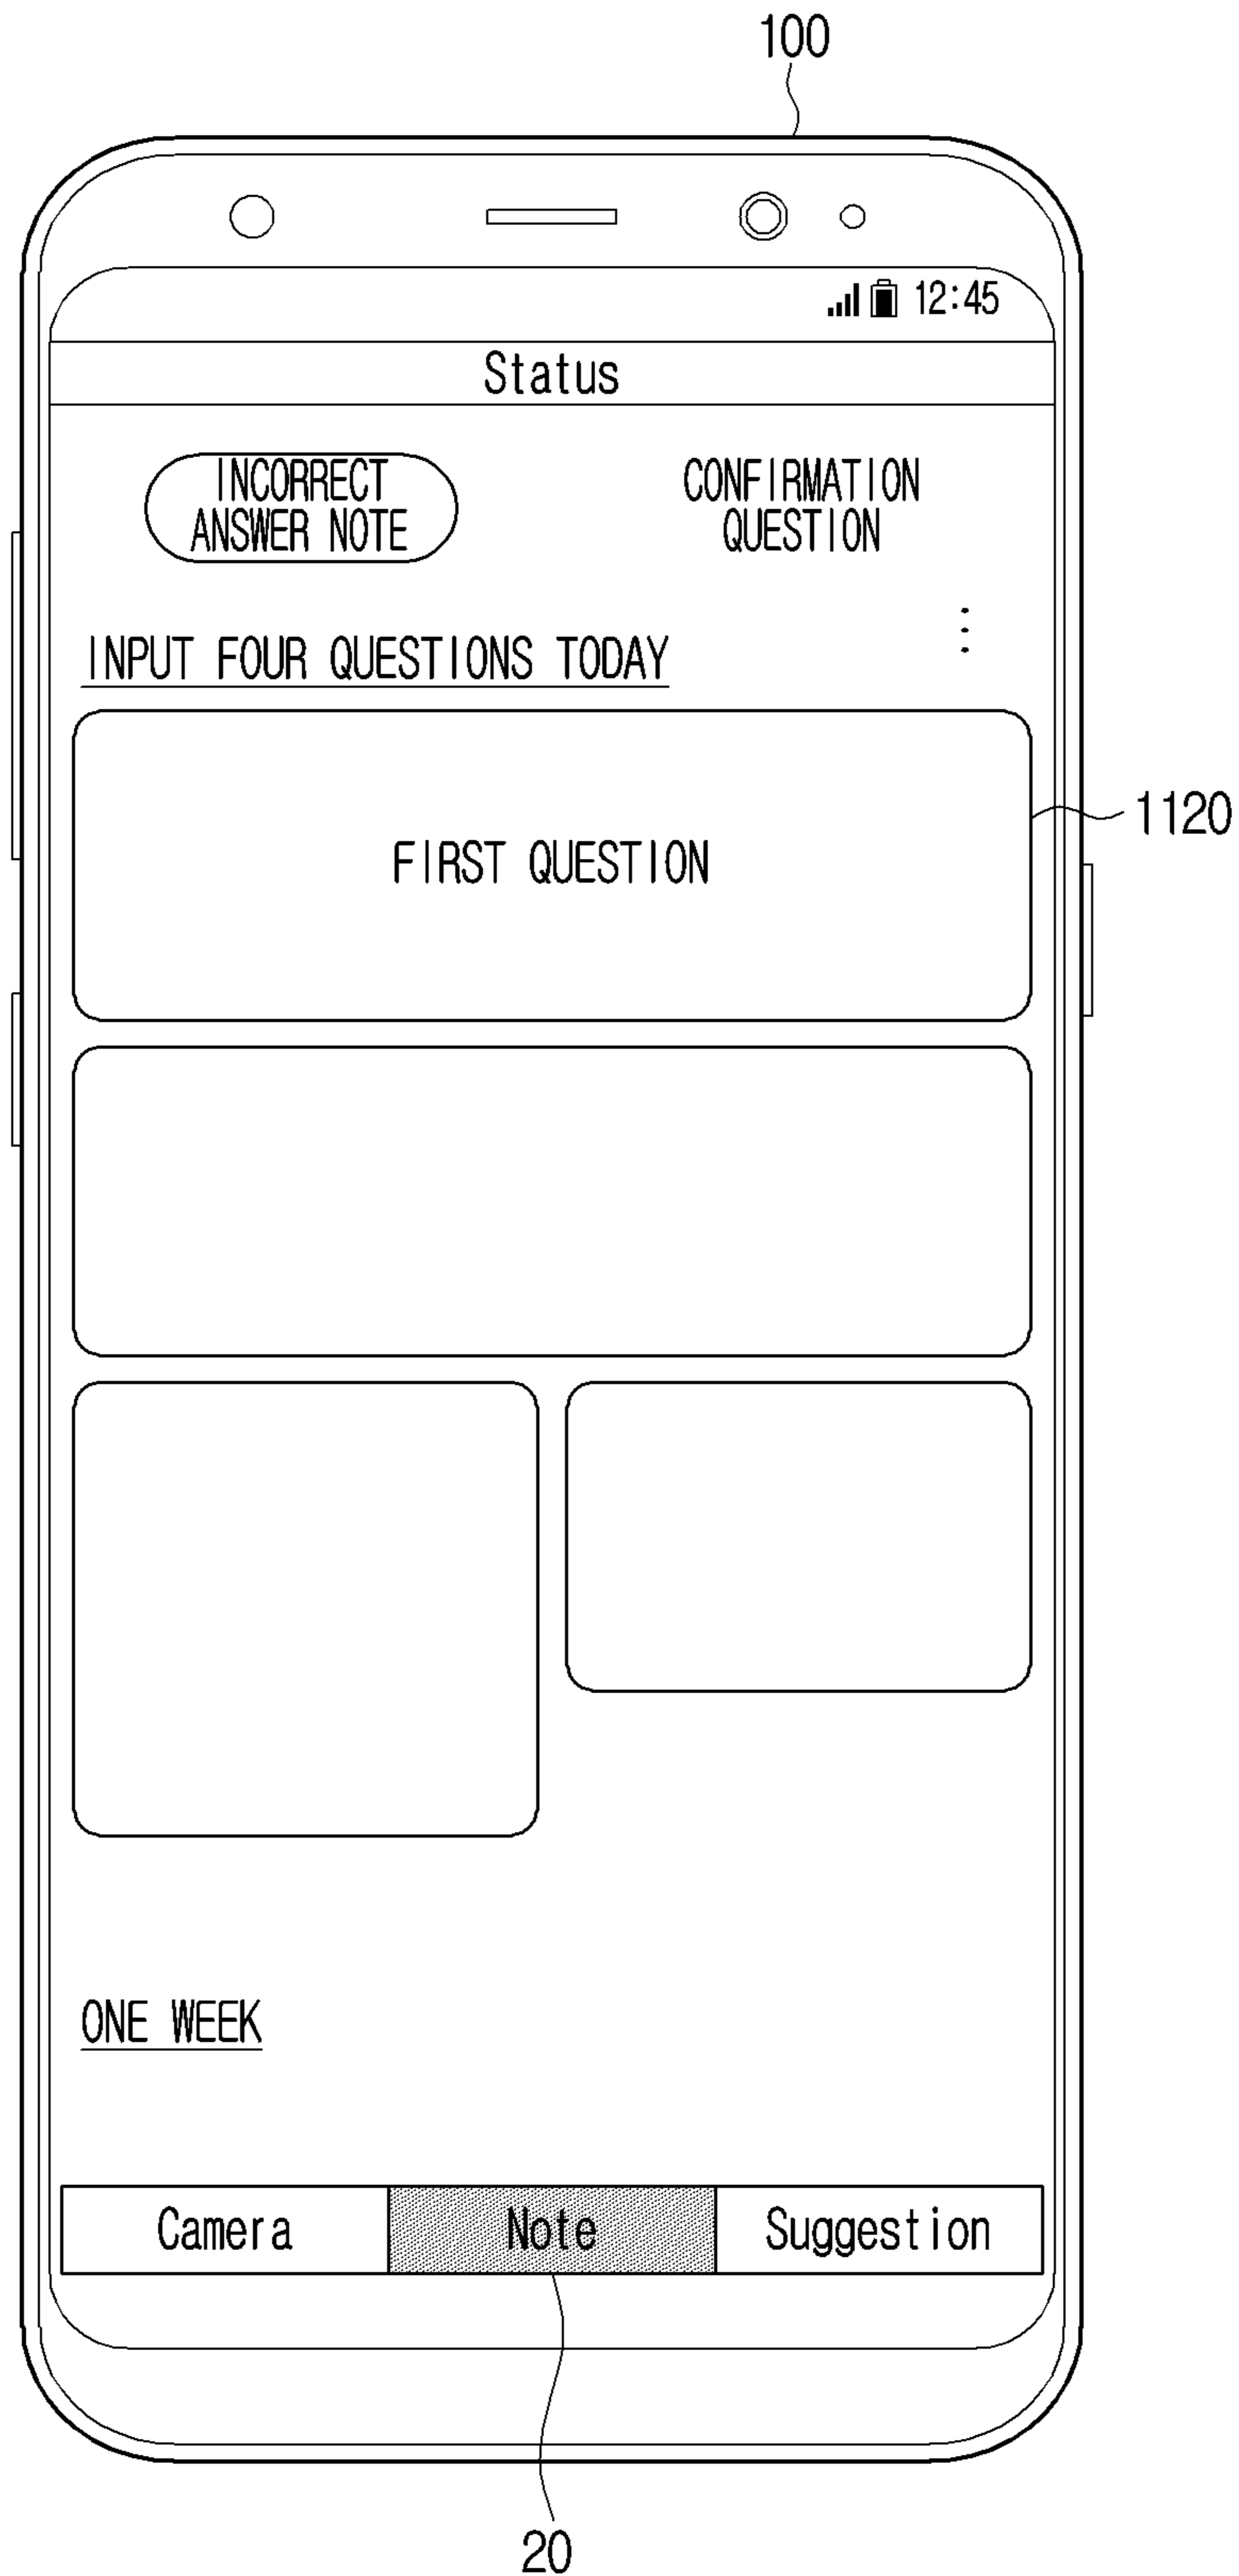 100
12:45
Status
INCORRECT
ANSWER NOTE
CONFIRMATION
QUESTION
INPUT FOUR QUESTIONS TODAY
FIRST QUESTION
1120
ONE WEEK
Camera
Note
Suggestion
20